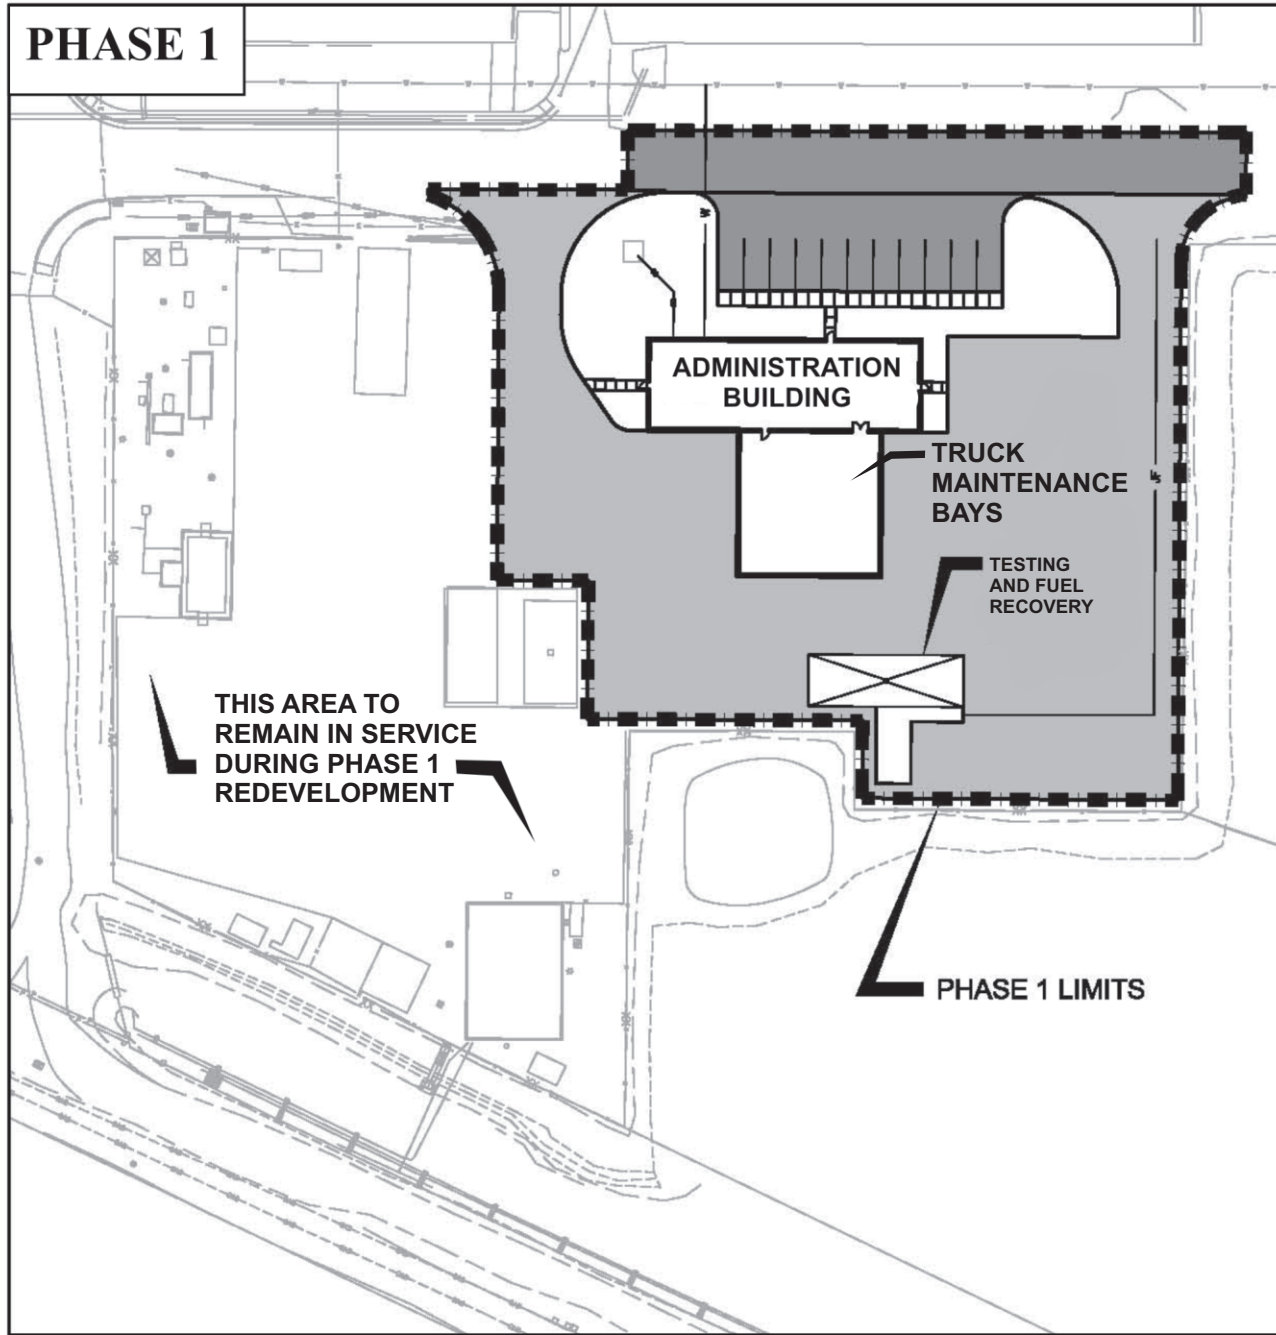 PHASE 1
ADMINISTRATION
BUILDING
TRUCK
MAINTENANCE
BAYS
TESTING
AND FUEL
RECOVERY
THIS AREA TO
REMAIN IN SERVICE
DURING PHASE 1
REDEVELOPMENT
PHASE 1 LIMITS